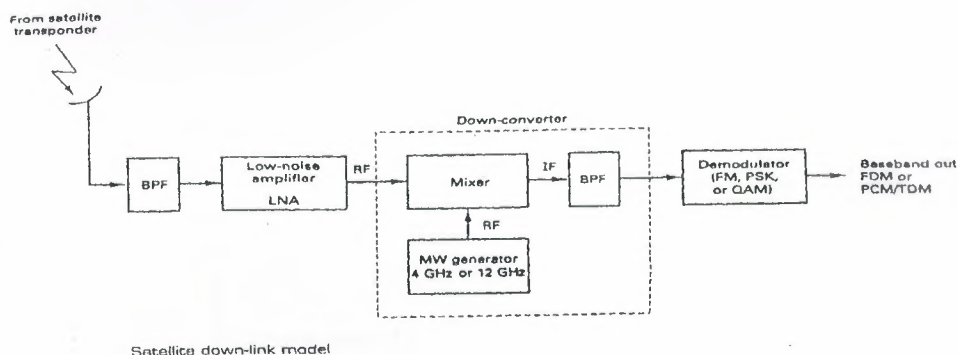 From satellite
transponder
Down-converter
BPF
Low-noise
amplifier
LNA
RF
Mixer
IF
BPF
Demodulator
(FM, PSK,
or QAM)
Baseband out
FDM or
PCM/TDM
RF
MW generator
4 GHz or 12 GHz
Satellite down-link model